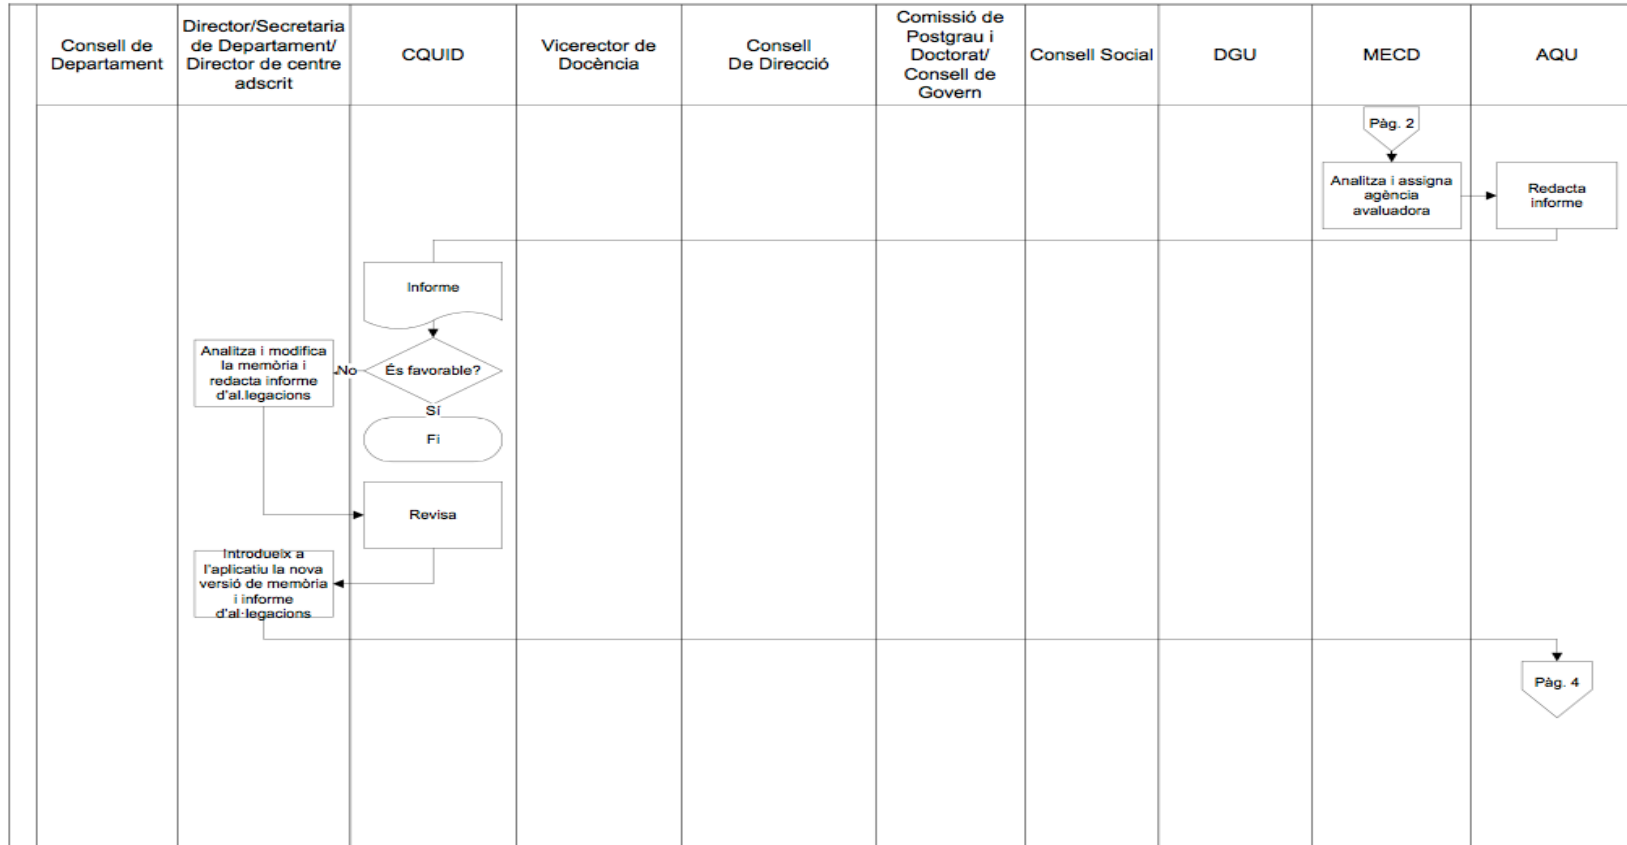 Consell de
Departament
Director/Secretaria
de Departament/
Director de centre
adscrit
CQUID
Vicerector de
Docència
Consell
De Direcció
Comissió de
Postgrau i
Doctorat/
Consell de
Govern
Consell Social
DGU
MECD
AQU
Pàg. 2
Analitza i assigna
agència
avaluadora
Redacta
informe
Informe
Analitza i modifica
la memòria i
redacta informe
d'al.legacions
No
És favorable?
Sí
Fi
Revisa
Introdueix a
l'aplicatiu la nova
versió de memòria
i informe
d'al·legacions
Pàg. 4